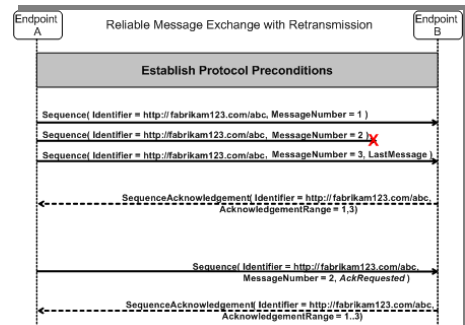 Endpoint
A
Reliable Message Exchange with Retransmission
Endpoint
B
Establish Protocol Preconditions
Sequence( Identifier = http://fabrikam123.com/abc, MessageNumber = 1 )
Sequence( Identifier = http://fabrikam123.com/abc, MessageNumber = 2 )
X
Sequence( Identifier = http://fabrikam123.com/abc, MessageNumber = 3, LastMessage )
SequenceAcknowledgement( Identifier = http://fabrikam123.com/abc,
AcknowledgementRange = 1,3)
Sequence( Identifier = http://fabrikam123.com/abc,
MessageNumber = 2, AckRequested )
SequenceAcknowledgement( Identifier = http://fabrikam123.com/abc,
AcknowledgementRange = 1..3)